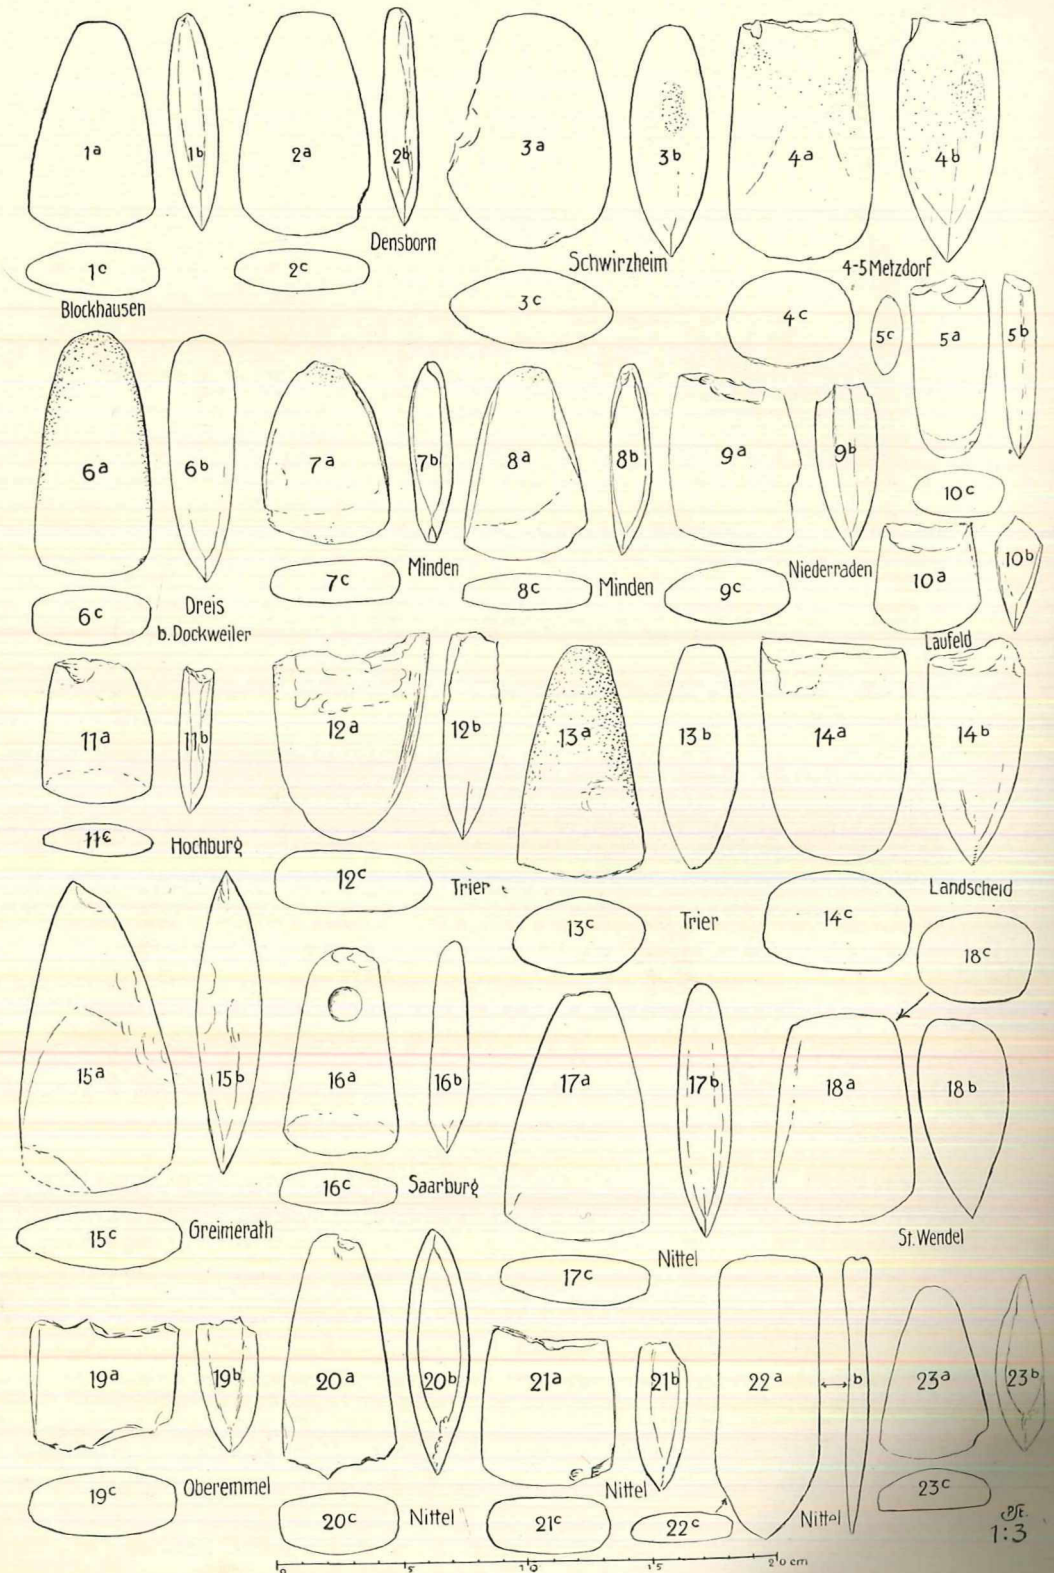 1a 1b 2a 2b 3a 3b 4a 4b
Densborn
1c 2c Schwirzheim 4-5 Metzdorf
Blockhausen 3c 4c 5c 5a 5b
6a 6b 7a 7b 8a 8b 9a 9b
10c
6c Dreis
b. Dockweiler
7c Minden 8c Minden 9c Niederraden 10a 10b
Laufeld
11a 11b 12a 12b 13a 13b 14a 14b
11c Hochburg 12c Trier 13c Trier 14c Landscheid
18c
15a 15b 16a 16b 17a 17b 18a 18b
16c Saarburg
15c Greimerath 17c Nittel St. Wendel
19a 19b 20a 20b 21a 21b 22a b 23a 23b
19c Oberemmel 20c Nittel 21c Nittel 22c Nittel 23c
1:3
0 5 10 15 20 cm